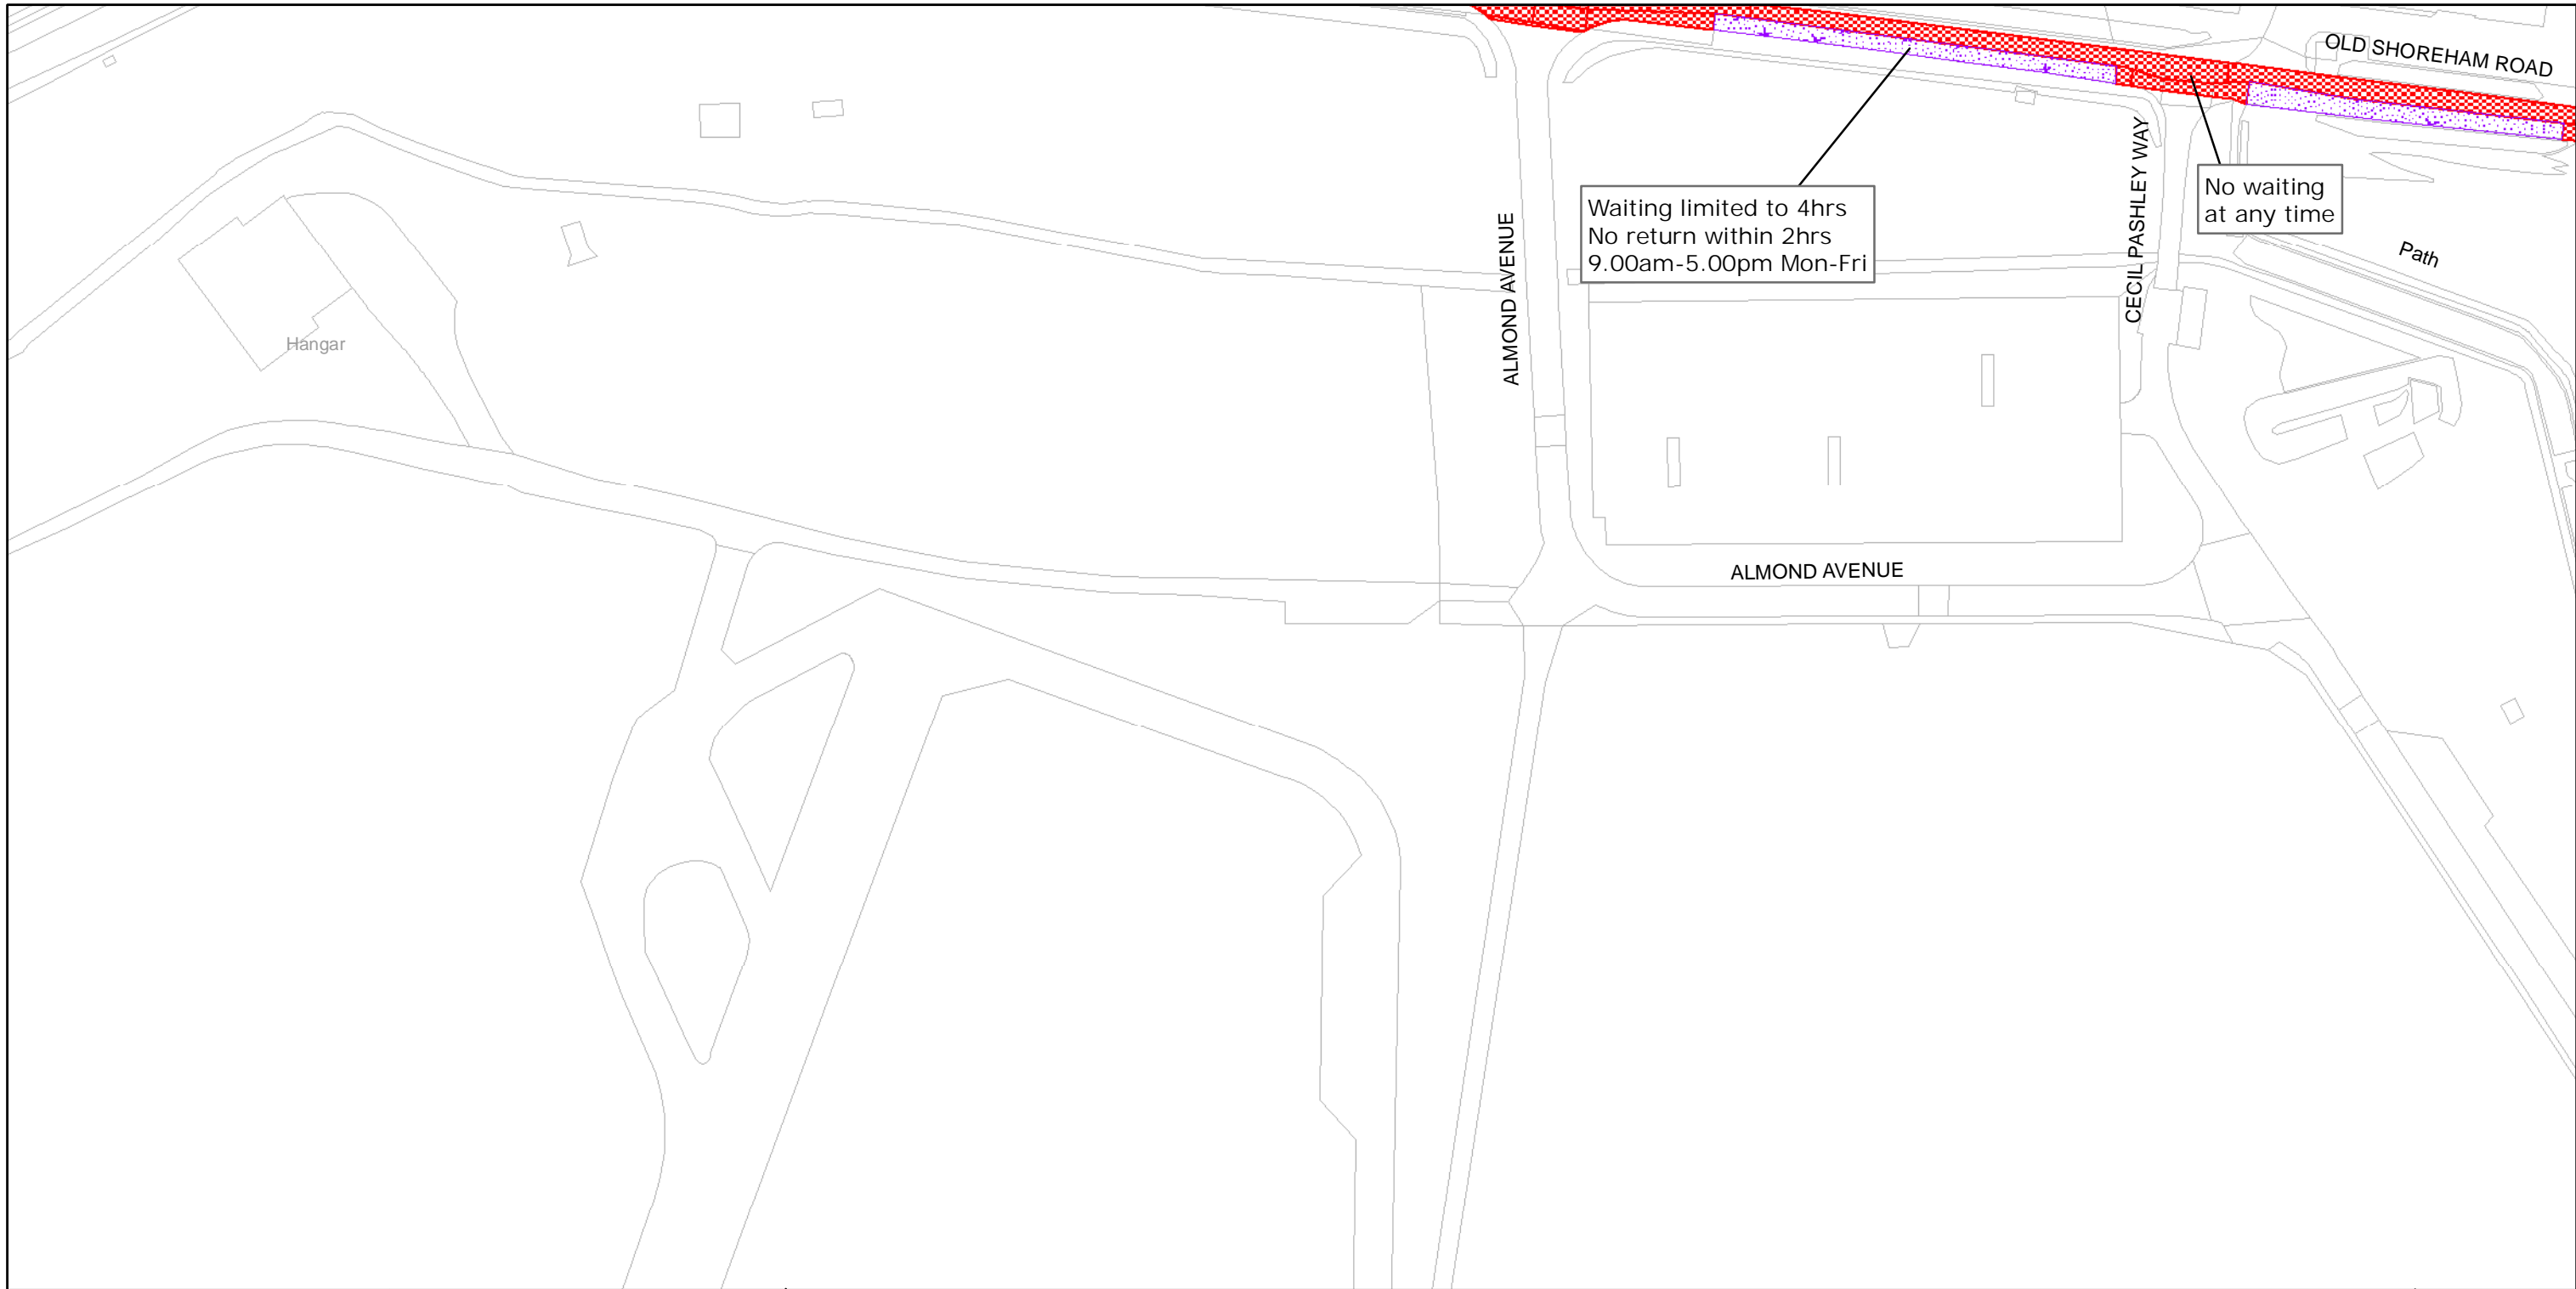 OLD SHOREHAM ROAD
CECIL PASHLEY WAY
No waiting
at any time
Waiting limited to 4hrs
No return within 2hrs
9.00am-5.00pm Mon-Fri
ALMOND AVENUE
Path
Hangar
ALMOND AVENUE